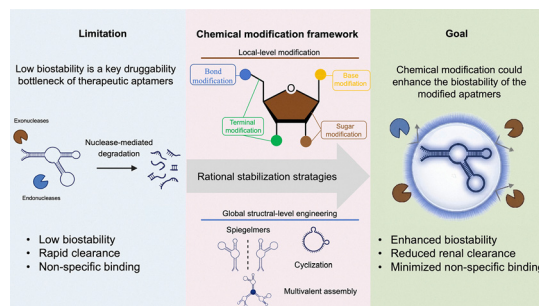 Limitation
Low biostability is a key druggability
bottleneck of therapeutic aptamers
Exonucleases
Nuclease-mediated
degradation
Endonucleases
• Low biostability
• Rapid clearance
• Non-specific binding
Chemical modification framework
Local-level modification
Bond
modification
Base
modifiation
Terminal
modification
Sugar
modification
Rational stabilization stratagies
Global structral-level engineering
Spiegelmers
Cyclization
Multivalent assembly
Goal
Chemical modification could
enhance the biostability of the
modified apatmers
• Enhanced biostability
• Reduced renal clearance
• Minimized non-specific binding